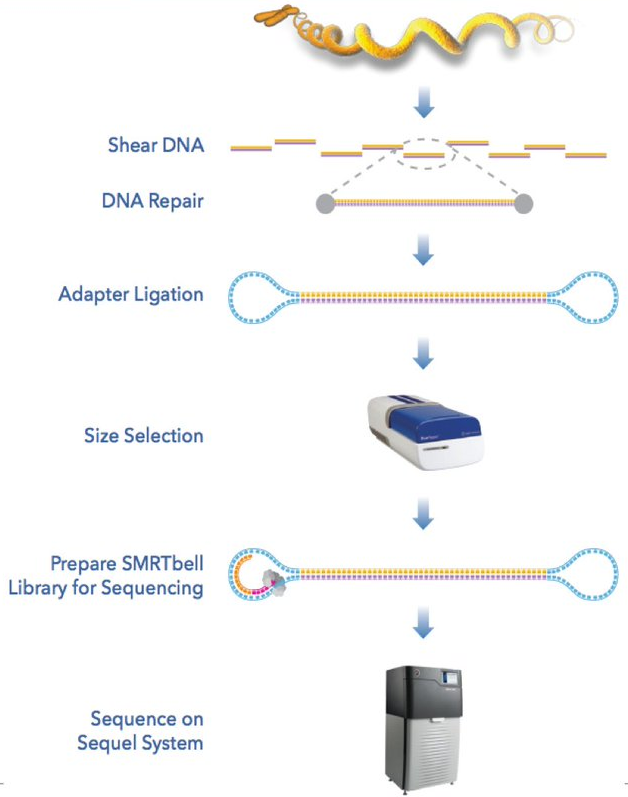 Shear DNA
DNA Repair
Adapter Ligation
Size Selection
Prepare SMRTbell
Library for Sequencing
Sequence on
Sequel System